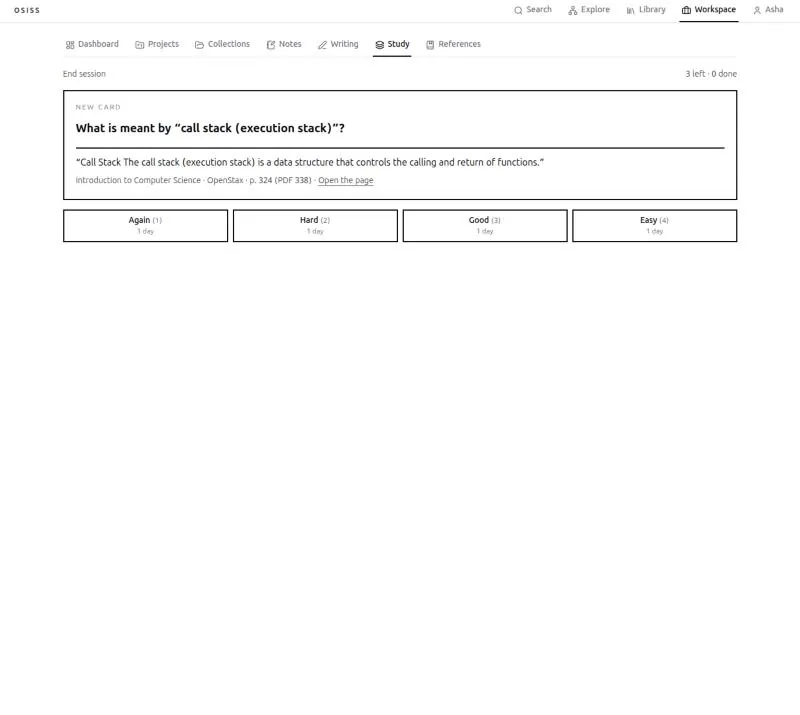 OSISS
Search Explore Library Workspace Asha
Dashboard Projects Collections Notes Writing Study References
End session 3 left · 0 done
NEW CARD
What is meant by “call stack (execution stack)”?
“Call Stack The call stack (execution stack) is a data structure that controls the calling and return of functions.”
Introduction to Computer Science · OpenStax · p. 324 (PDF 338) · Open the page
Again (1) Hard (2) Good (3) Easy (4)
1 day 1 day 1 day 1 day